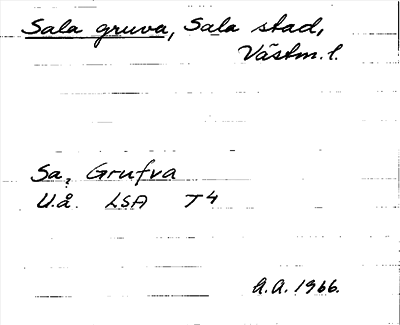 Sala gruva, Sala stad,
Västm. l.
Sa, Grufva
U.å. LSA T4
A.A. 1966.